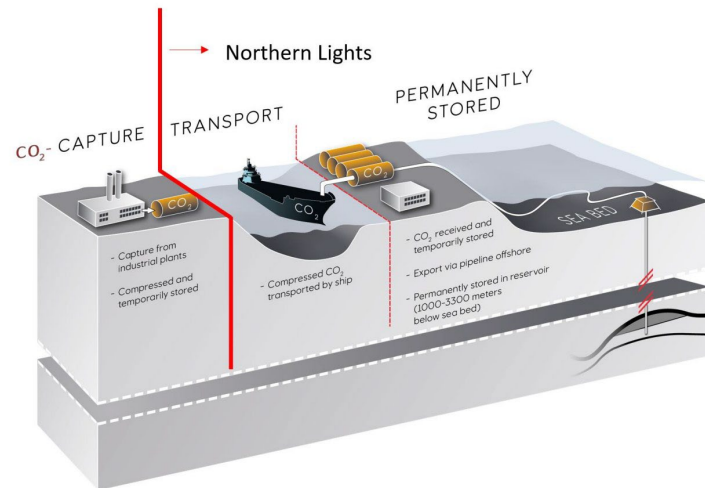 Northern Lights
CO₂- CAPTURE
TRANSPORT
PERMANENTLY
STORED
CO₂
CO₂
CO₂
SEA BED
- Capture from
industrial plants
- Compressed and
temporarily stored
- Compressed CO₂
transported by ship
- CO₂ received and
temporarily stored
- Export via pipeline offshore
- Permanently stored in reservoir
(1000-3300 meters
below sea bed)